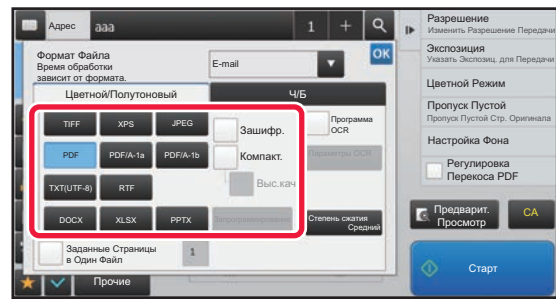 Адрес
aaa
1
Формат Файла
Время обработки
зависит от формата.
E-mail
OK
Цветной/Полутоновый
Ч/Б
TIFF
XPS
JPEG
Зашифр.
Программа
OCR
PDF
PDF/A-1a
PDF/A-1b
Компакт.
Параметры OCR
TXT(UTF-8)
RTF
Выс.кач
DOCX
XLSX
PPTX
Степень сжатия
Средний
Заданные Страницы
в Один Файл
1
Прочие
Разрешение
Изменить Разрешение Передачи
Экспозиция
Указать Экспозиц. для Передачи
Цветной Режим
Пропуск Пустой
Пропуск Пустой Стр. Оригинала
Настройка Фона
Регулировка
Перекоса PDF
Предварит.
Просмотр
CA
Старт